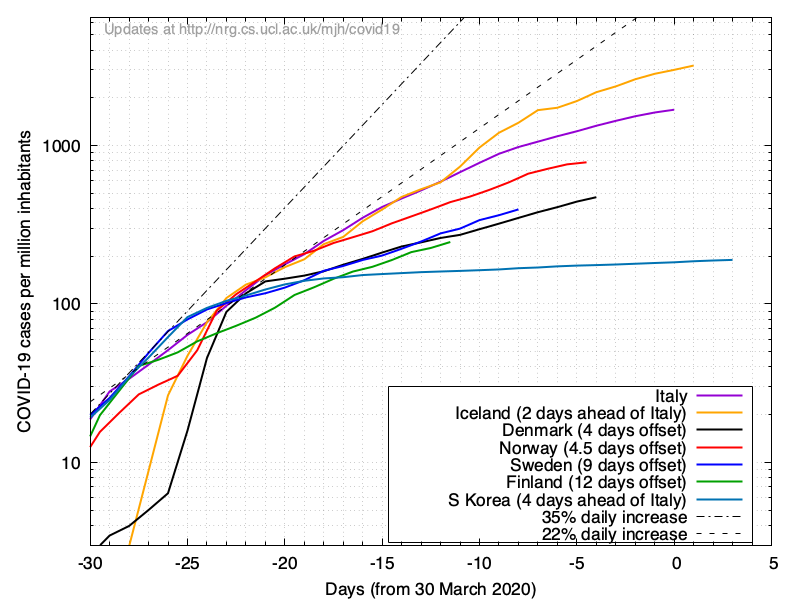 Updates at http://nrg.cs.ucl.ac.uk/mjh/covid19
COVID-19 cases per million inhabitants
1000
100
10
Italy
Iceland (2 days ahead of Italy)
Denmark (4 days offset)
Norway (4.5 days offset)
Sweden (9 days offset)
Finland (12 days offset)
S Korea (4 days ahead of Italy)
35% daily increase
22% daily increase
-30 -25 -20 -15 -10 -5 0 5
Days (from 30 March 2020)